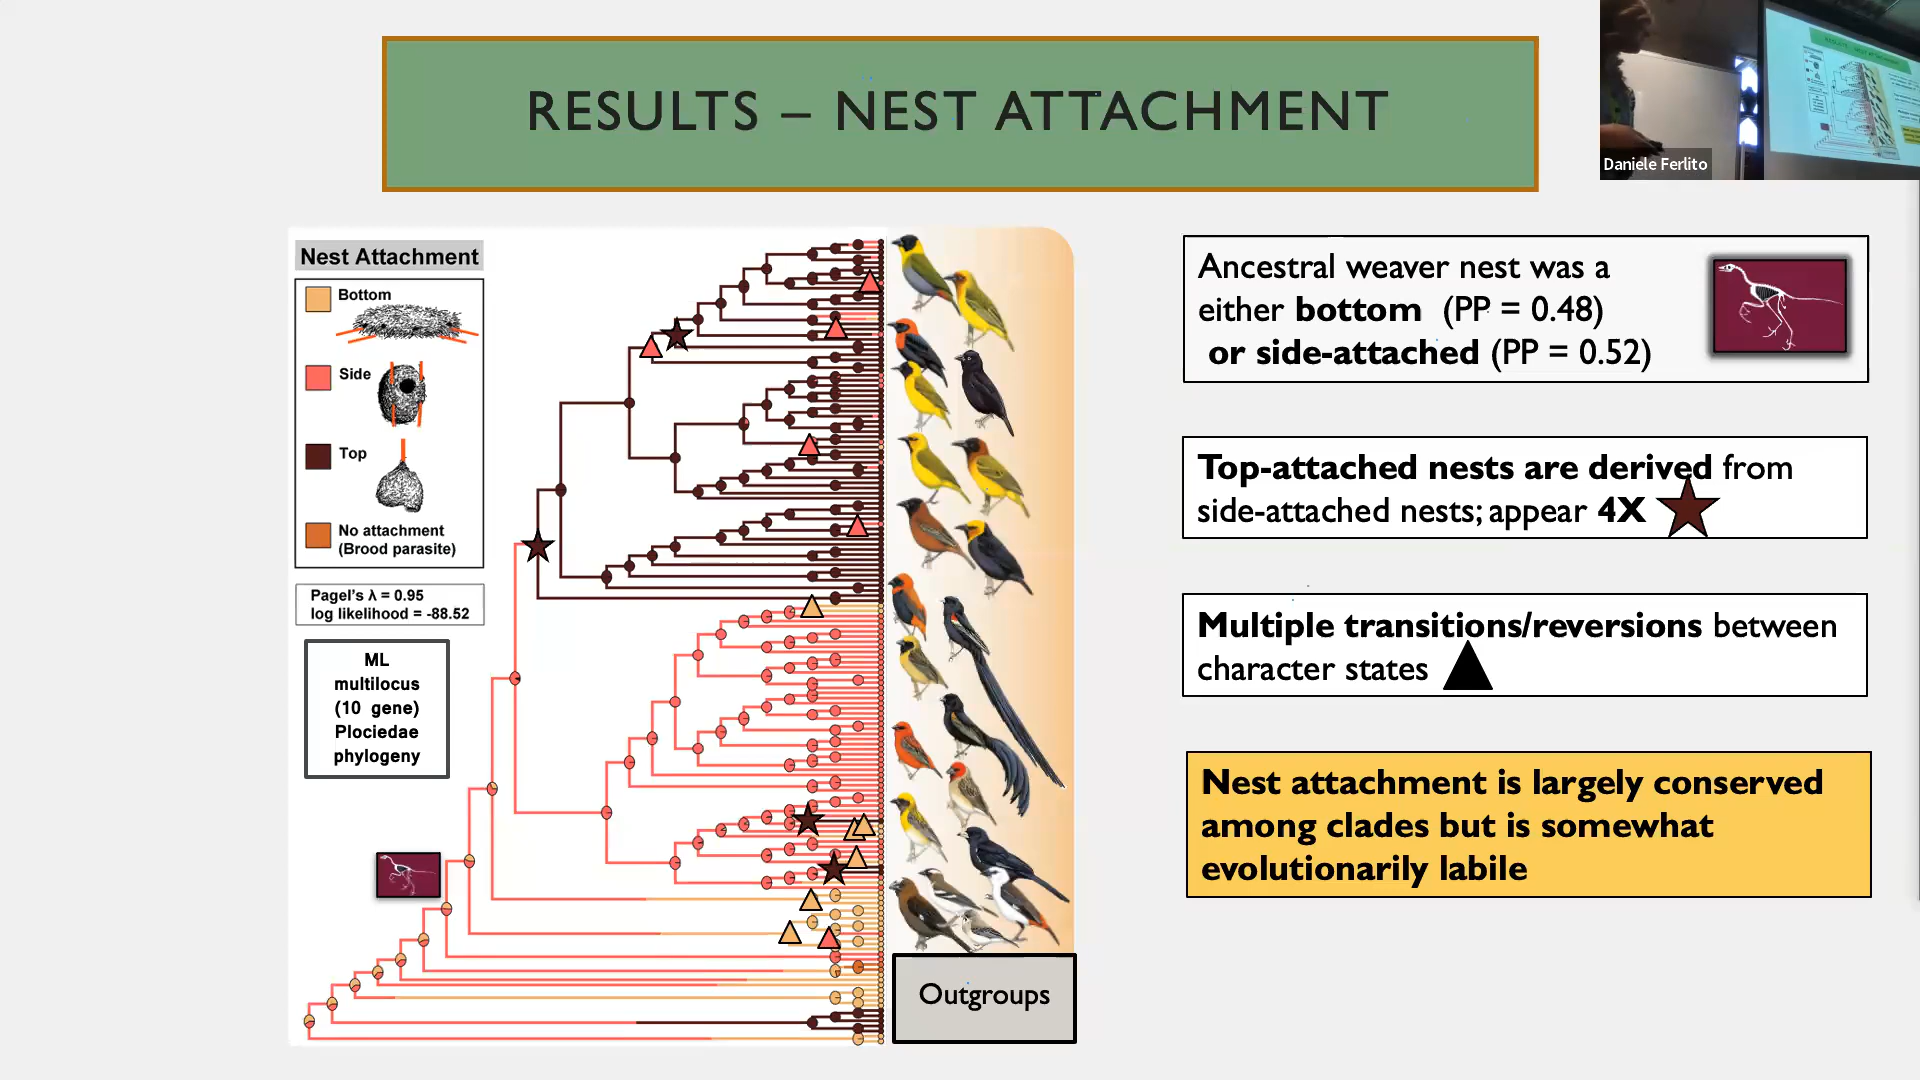 RESULTS – NEST ATTACHMENT
Daniele Ferlito
Nest Attachment
Bottom
Side
Top
No attachment
(Brood parasite)
Pagel's λ = 0.95
log likelihood = -88.52
ML
multilocus
(10 gene)
Plociedae
phylogeny
Outgroups
Ancestral weaver nest was a
either bottom (PP = 0.48)
or side-attached (PP = 0.52)
Top-attached nests are derived from
side-attached nests; appear 4X
Multiple transitions/reversions between
character states
Nest attachment is largely conserved
among clades but is somewhat
evolutionarily labile